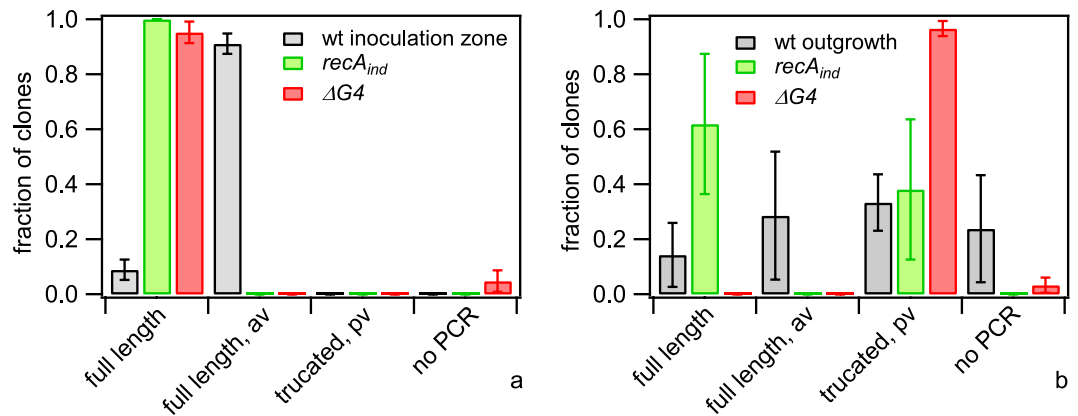 fraction of clones
1.0
0.8
0.6
0.4
0.2
0.0
wt inoculation zone
recA_ind
ΔG4
full length
full length, av
trucated, pv
no PCR
a
fraction of clones
1.0
0.8
0.6
0.4
0.2
0.0
wt outgrowth
recA_ind
ΔG4
full length
full length, av
trucated, pv
no PCR
b